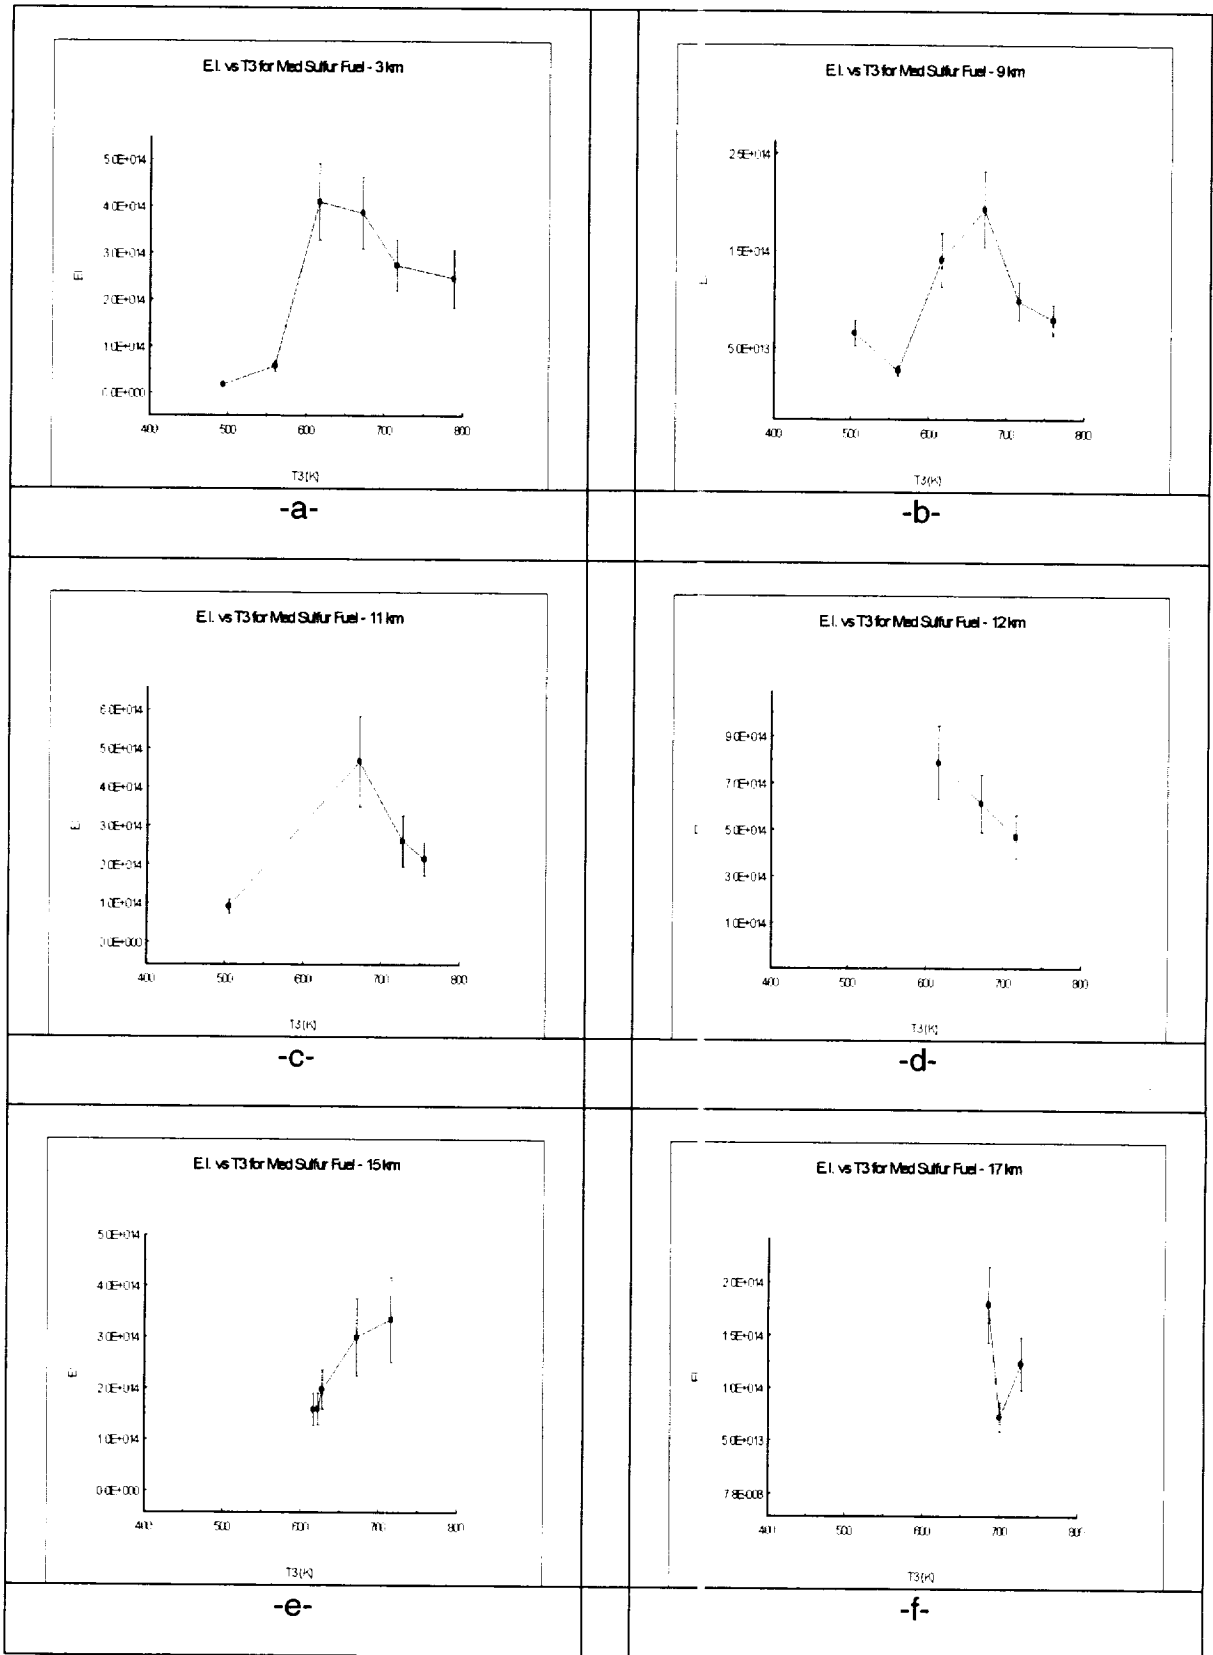 E.I. vs T3 for Med Sulfur Fuel - 3 km
5.0E+014
4.0E+014
3.0E+014
2.0E+014
1.0E+014
0.0E+000
EI
400 500 600 700 800
T3(K)
-a-
E.I. vs T3 for Med Sulfur Fuel - 9 km
2.5E+014
1.5E+014
5.0E+013
400 500 600 700 800
T3(K)
-b-
E.I. vs T3 for Med Sulfur Fuel - 11 km
6.0E+014
5.0E+014
4.0E+014
3.0E+014
2.0E+014
1.0E+014
0.0E+000
EI
400 500 600 700 800
T3(K)
-c-
E.I. vs T3 for Med Sulfur Fuel - 12 km
9.0E+014
7.0E+014
5.0E+014
3.0E+014
1.0E+014
400 500 600 700 800
T3(K)
-d-
E.I. vs T3 for Med Sulfur Fuel - 15 km
5.0E+014
4.0E+014
3.0E+014
2.0E+014
1.0E+014
0.0E+000
EI
400 500 600 700 800
T3(K)
-e-
E.I. vs T3 for Med Sulfur Fuel - 17 km
2.0E+014
1.5E+014
1.0E+014
5.0E+013
7.8E-008
EI
400 500 600 700 800
T3(K)
-f-